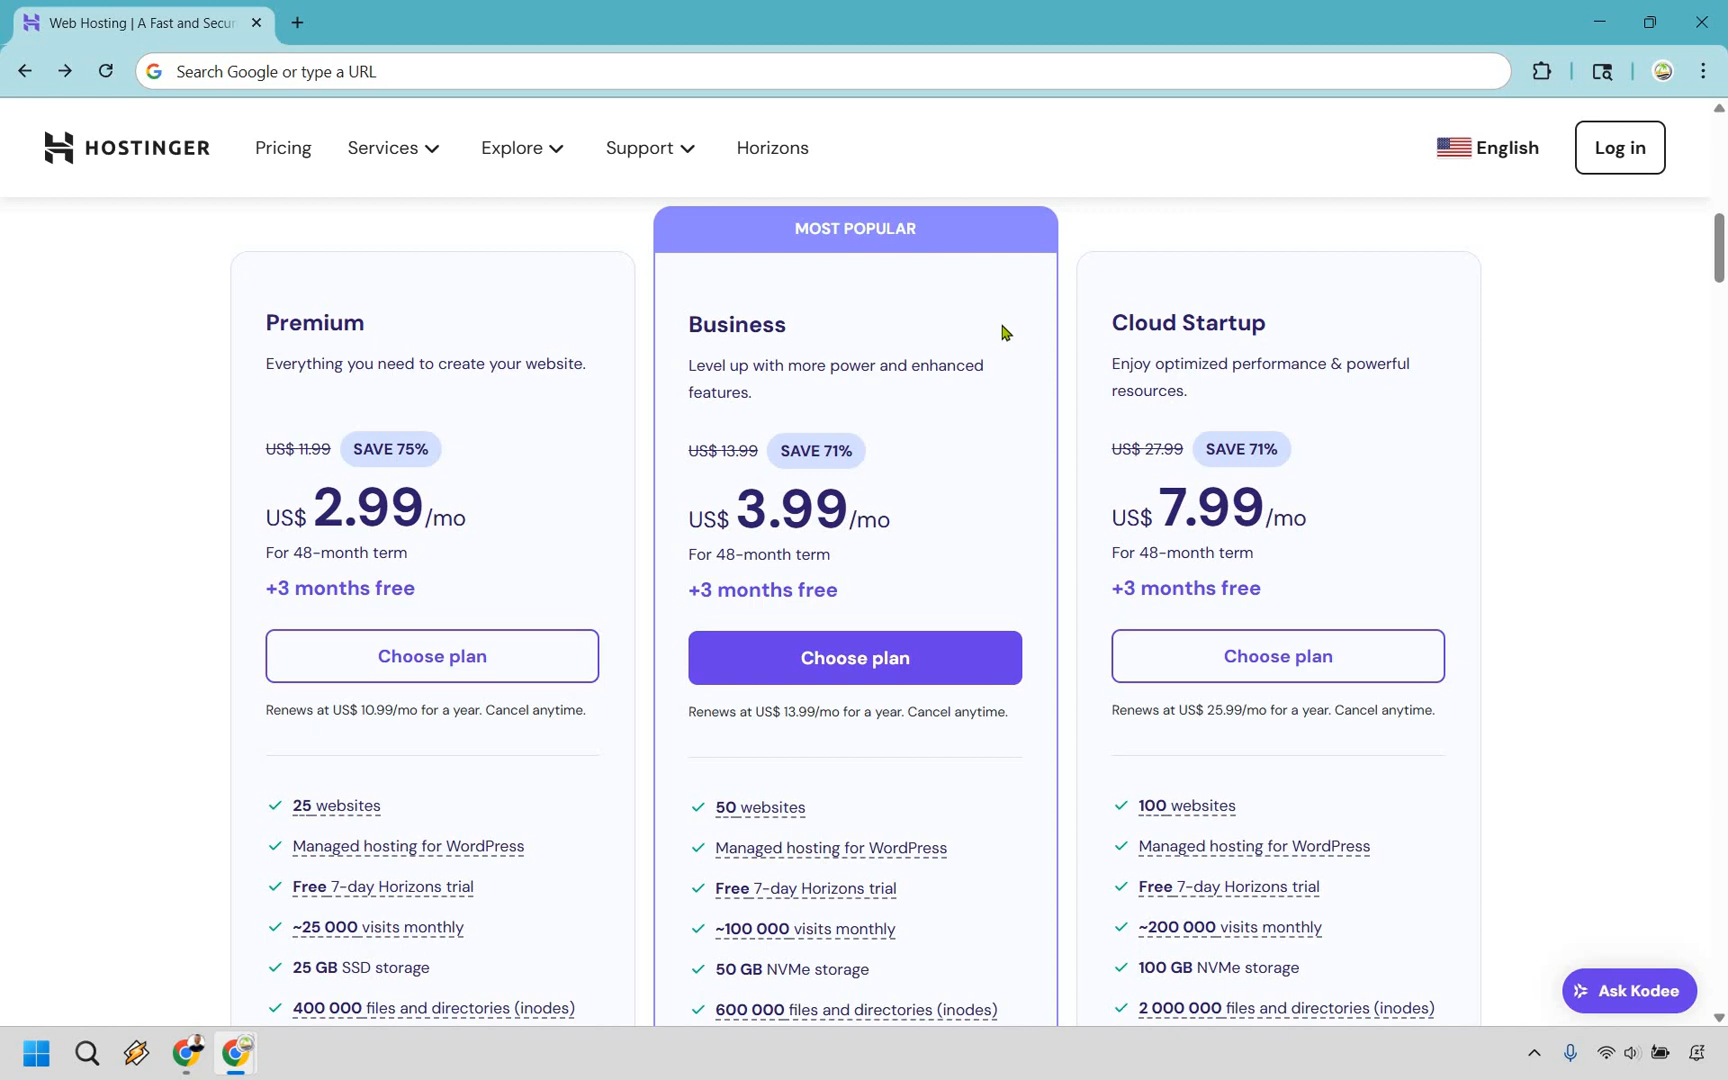 Web Hosting | A Fast and Secur
Search Google or type a URL
HOSTINGER
Pricing
Services
Explore
Support
Horizons
English
Log in
MOST POPULAR
Premium
Everything you need to create your website.
US$ 11.99
SAVE 75%
US$ 2.99/mo
For 48-month term
+3 months free
Choose plan
Renews at US$ 10.99/mo for a year. Cancel anytime.
25 websites
Managed hosting for WordPress
Free 7-day Horizons trial
~25 000 visits monthly
25 GB SSD storage
400 000 files and directories (inodes)
Business
Level up with more power and enhanced
features.
US$ 13.99
SAVE 71%
US$ 3.99/mo
For 48-month term
+3 months free
Choose plan
Renews at US$ 13.99/mo for a year. Cancel anytime.
50 websites
Managed hosting for WordPress
Free 7-day Horizons trial
~100 000 visits monthly
50 GB NVMe storage
600 000 files and directories (inodes)
Cloud Startup
Enjoy optimized performance & powerful
resources.
US$ 27.99
SAVE 71%
US$ 7.99/mo
For 48-month term
+3 months free
Choose plan
Renews at US$ 25.99/mo for a year. Cancel anytime.
100 websites
Managed hosting for WordPress
Free 7-day Horizons trial
~200 000 visits monthly
100 GB NVMe storage
2 000 000 files and directories (inodes)
Ask Kodee